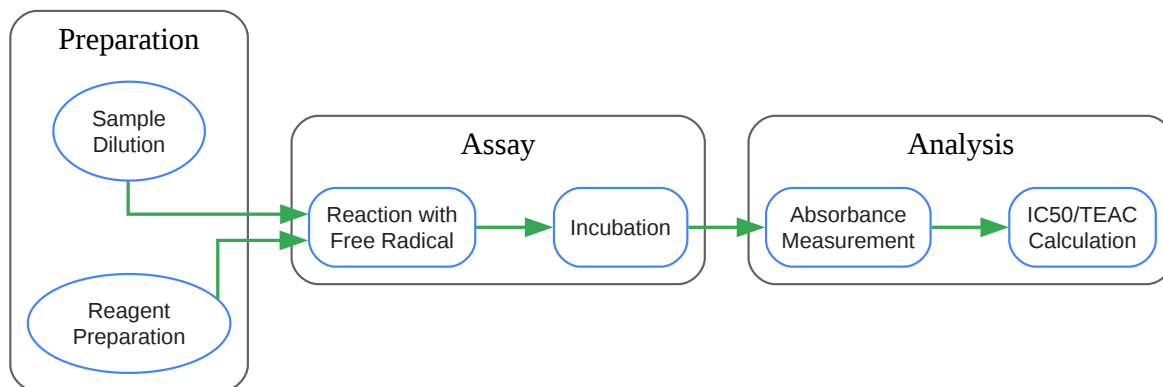 Preparation
Sample
Dilution
Reagent
Preparation
Assay
Reaction with
Free Radical
Incubation
Analysis
Absorbance
Measurement
IC50/TEAC
Calculation